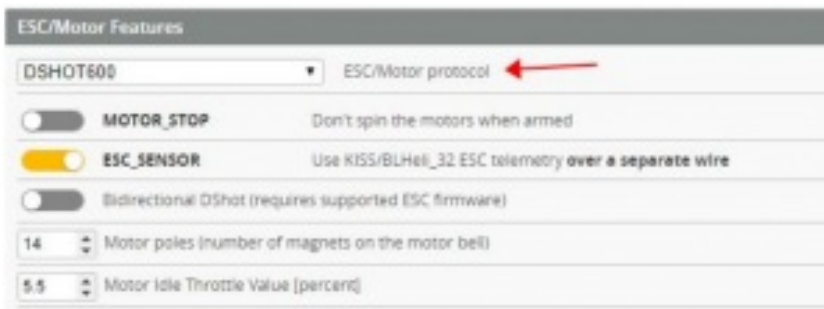 ESC/Motor Features
DSHOT600 ESC/Motor protocol
MOTOR_STOP Don't spin the motors when armed
ESC_SENSOR Use KISS/BLHeli_32 ESC telemetry over a separate wire
Bidirectional DShot (requires supported ESC firmware)
14 Motor poles (number of magnets on the motor bell)
5.5 Motor Idle Throttle Value [percent]